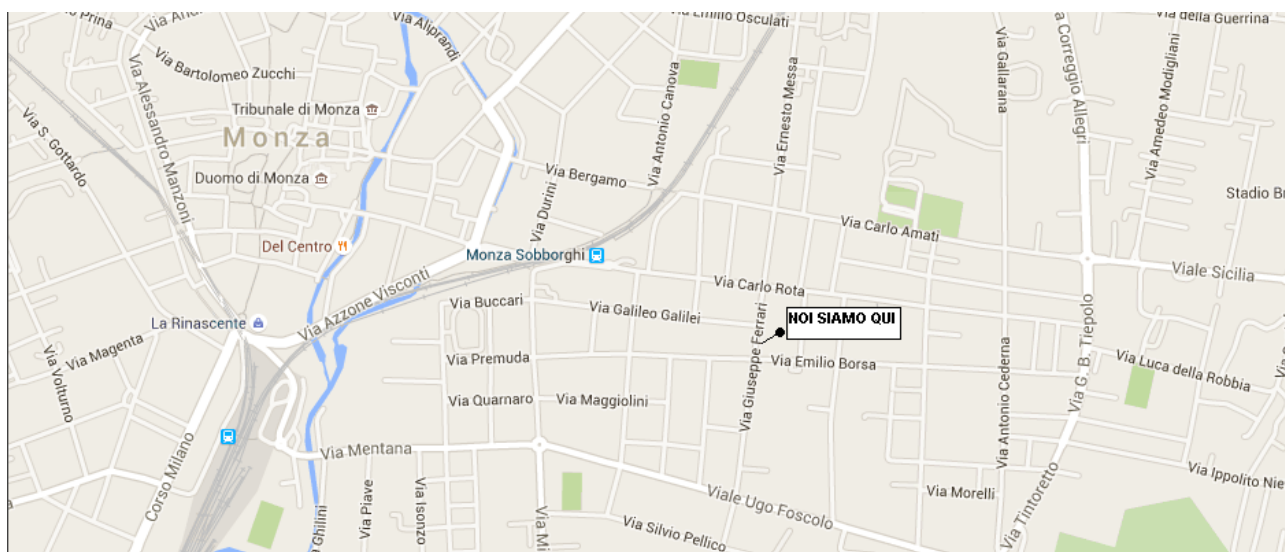 o Prina
Via And
Via Aliprandi
Via Emilio Osculati
Via della Guerrina
Via Bartolomeo Zucchi
Via Alessandro Manzoni
Via S. Gottardo
Tribunale di Monza
Monza
Duomo di Monza
Via Antonio Canova
Via Ernesto Messa
Via Gallarana
Via Correggio Allegri
Via Amedeo Modigliani
Via Bergamo
Via Durini
Stadio Br
Via Carlo Amati
Del Centro
Monza Sobborghi
Viale Sicilia
Via Azzone Visconti
Via Carlo Rota
Via Buccari
Via Galileo Galilei
NOI SIAMO QUI
La Rinascente
Via Magenta
Via Volturno
Via Giuseppe Ferrari
Via Premuda
Via Emilio Borsa
Via Antonio Cederna
Via G. B. Tiepolo
Via Luca della Robbia
Via Quarnaro
Via Maggiolini
Via Mentana
Corso Milano
Via Ghilini
Via Piave
Via Isonzo
Via Mi
Viale Ugo Foscolo
Via Silvio Pellico
Via Morelli
Via Tintoretto
Via Ippolito Nie